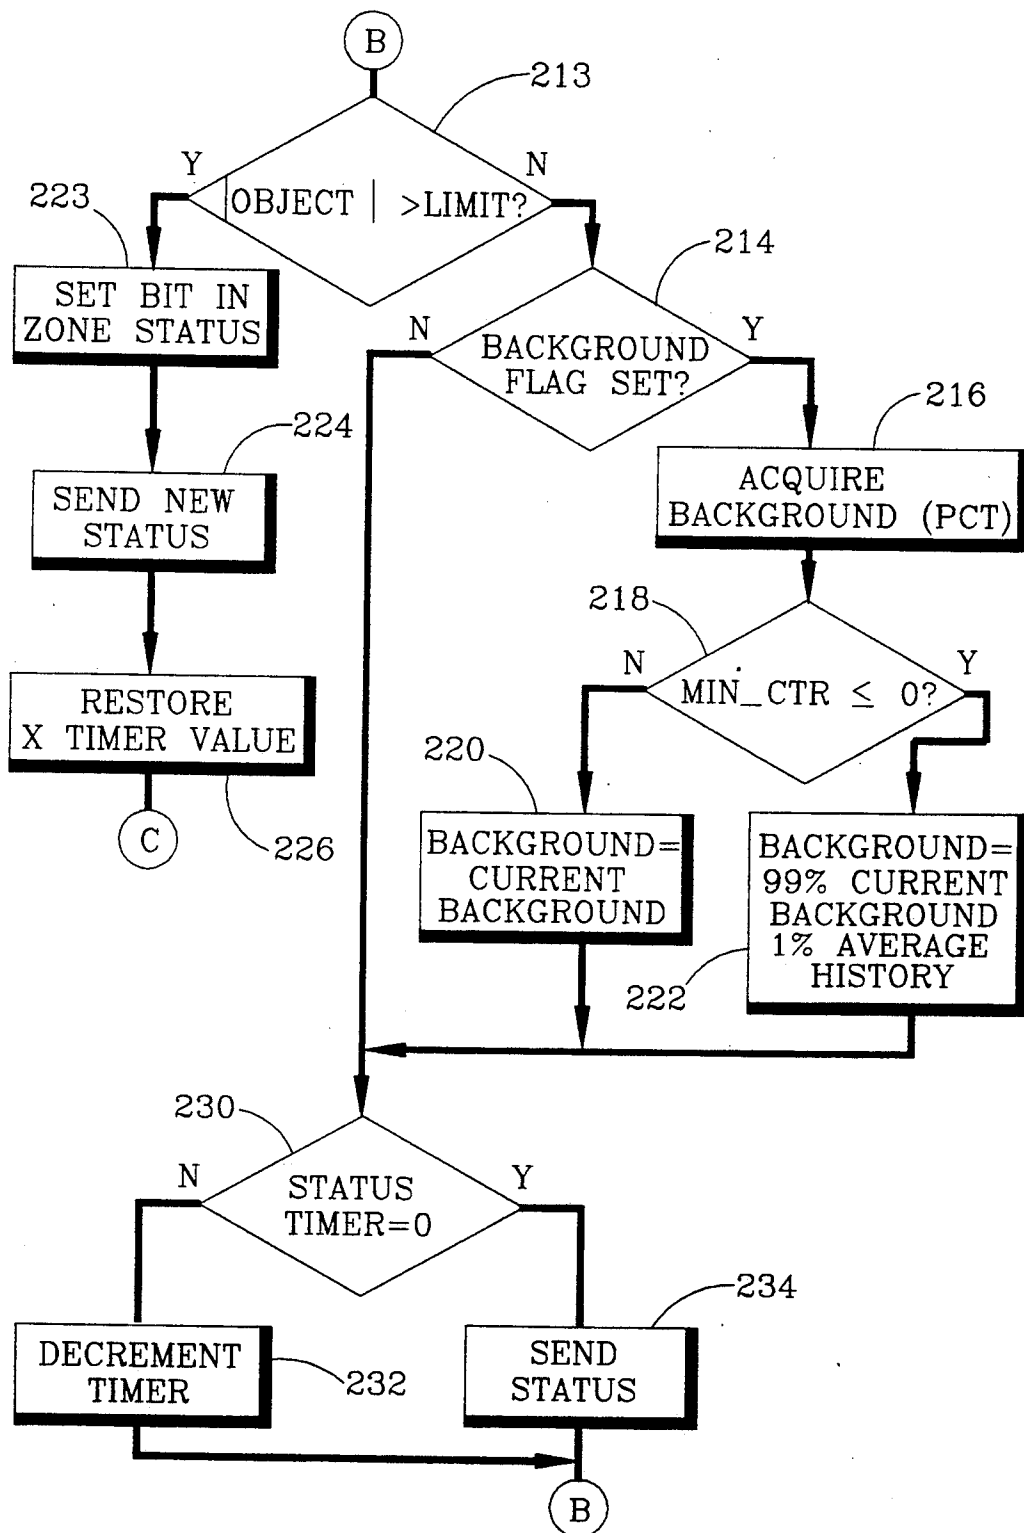 B
213
Y
N
|OBJECT | >LIMIT?
223
214
SET BIT IN
ZONE STATUS
N
Y
BACKGROUND
FLAG SET?
216
224
ACQUIRE
BACKGROUND (PCT)
SEND NEW
STATUS
218
N
Y
MIN_CTR ≤ 0?
RESTORE
X TIMER VALUE
220
C
226
BACKGROUND=
CURRENT
BACKGROUND
BACKGROUND=
99% CURRENT
BACKGROUND
1% AVERAGE
HISTORY
222
230
N
Y
STATUS
TIMER=0
234
DECREMENT
TIMER
232
SEND
STATUS
B